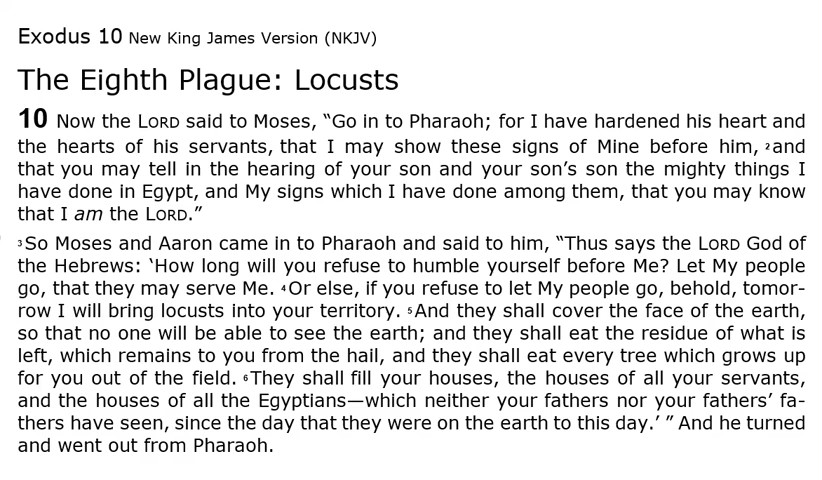 Exodus 10 New King James Version (NKJV)
The Eighth Plague: Locusts
10 Now the LORD said to Moses, “Go in to Pharaoh; for I have hardened his heart and
the hearts of his servants, that I may show these signs of Mine before him, 2and
that you may tell in the hearing of your son and your son’s son the mighty things I
have done in Egypt, and My signs which I have done among them, that you may know
that I am the LORD.”
3So Moses and Aaron came in to Pharaoh and said to him, “Thus says the LORD God of
the Hebrews: ‘How long will you refuse to humble yourself before Me? Let My people
go, that they may serve Me. 4Or else, if you refuse to let My people go, behold, tomor-
row I will bring locusts into your territory. 5And they shall cover the face of the earth,
so that no one will be able to see the earth; and they shall eat the residue of what is
left, which remains to you from the hail, and they shall eat every tree which grows up
for you out of the field. 6They shall fill your houses, the houses of all your servants,
and the houses of all the Egyptians—which neither your fathers nor your fathers’ fa-
thers have seen, since the day that they were on the earth to this day.’ ” And he turned
and went out from Pharaoh.